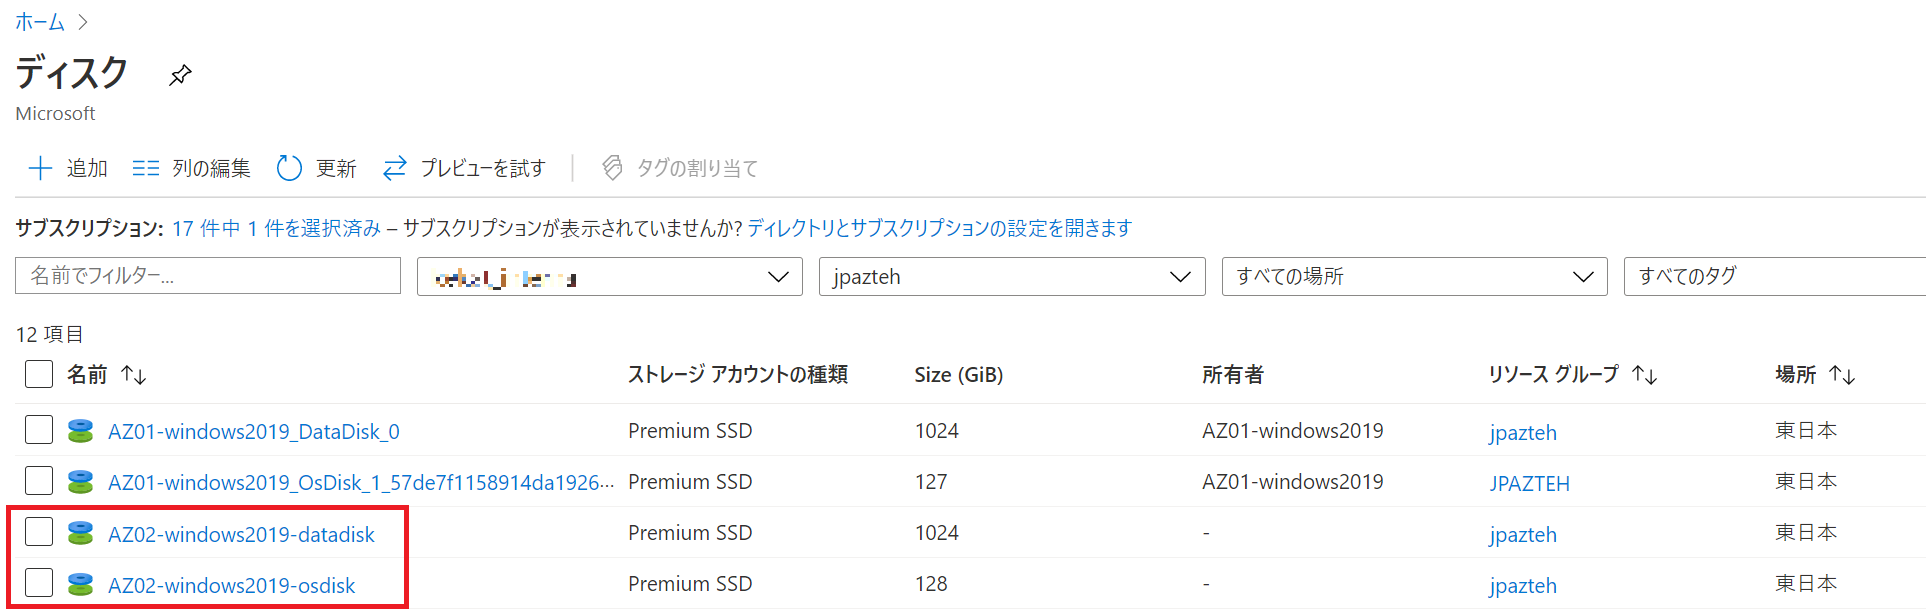 ホーム
ディスク
Microsoft
追加 列の編集 更新 プレビューを試す タグの割り当て
サブスクリプション: 17 件中 1 件を選択済み – サブスクリプションが表示されていませんか? ディレクトリとサブスクリプションの設定を開きます
名前でフィルター... jpazteh すべての場所 すべてのタグ
12 項目
名前 ストレージ アカウントの種類 Size (GiB) 所有者 リソース グループ 場所
AZ01-windows2019_DataDisk_0 Premium SSD 1024 AZ01-windows2019 jpazteh 東日本
AZ01-windows2019_OsDisk_1_57de7f1158914da1926... Premium SSD 127 AZ01-windows2019 JPAZTEH 東日本
AZ02-windows2019-datadisk Premium SSD 1024 - jpazteh 東日本
AZ02-windows2019-osdisk Premium SSD 128 - jpazteh 東日本